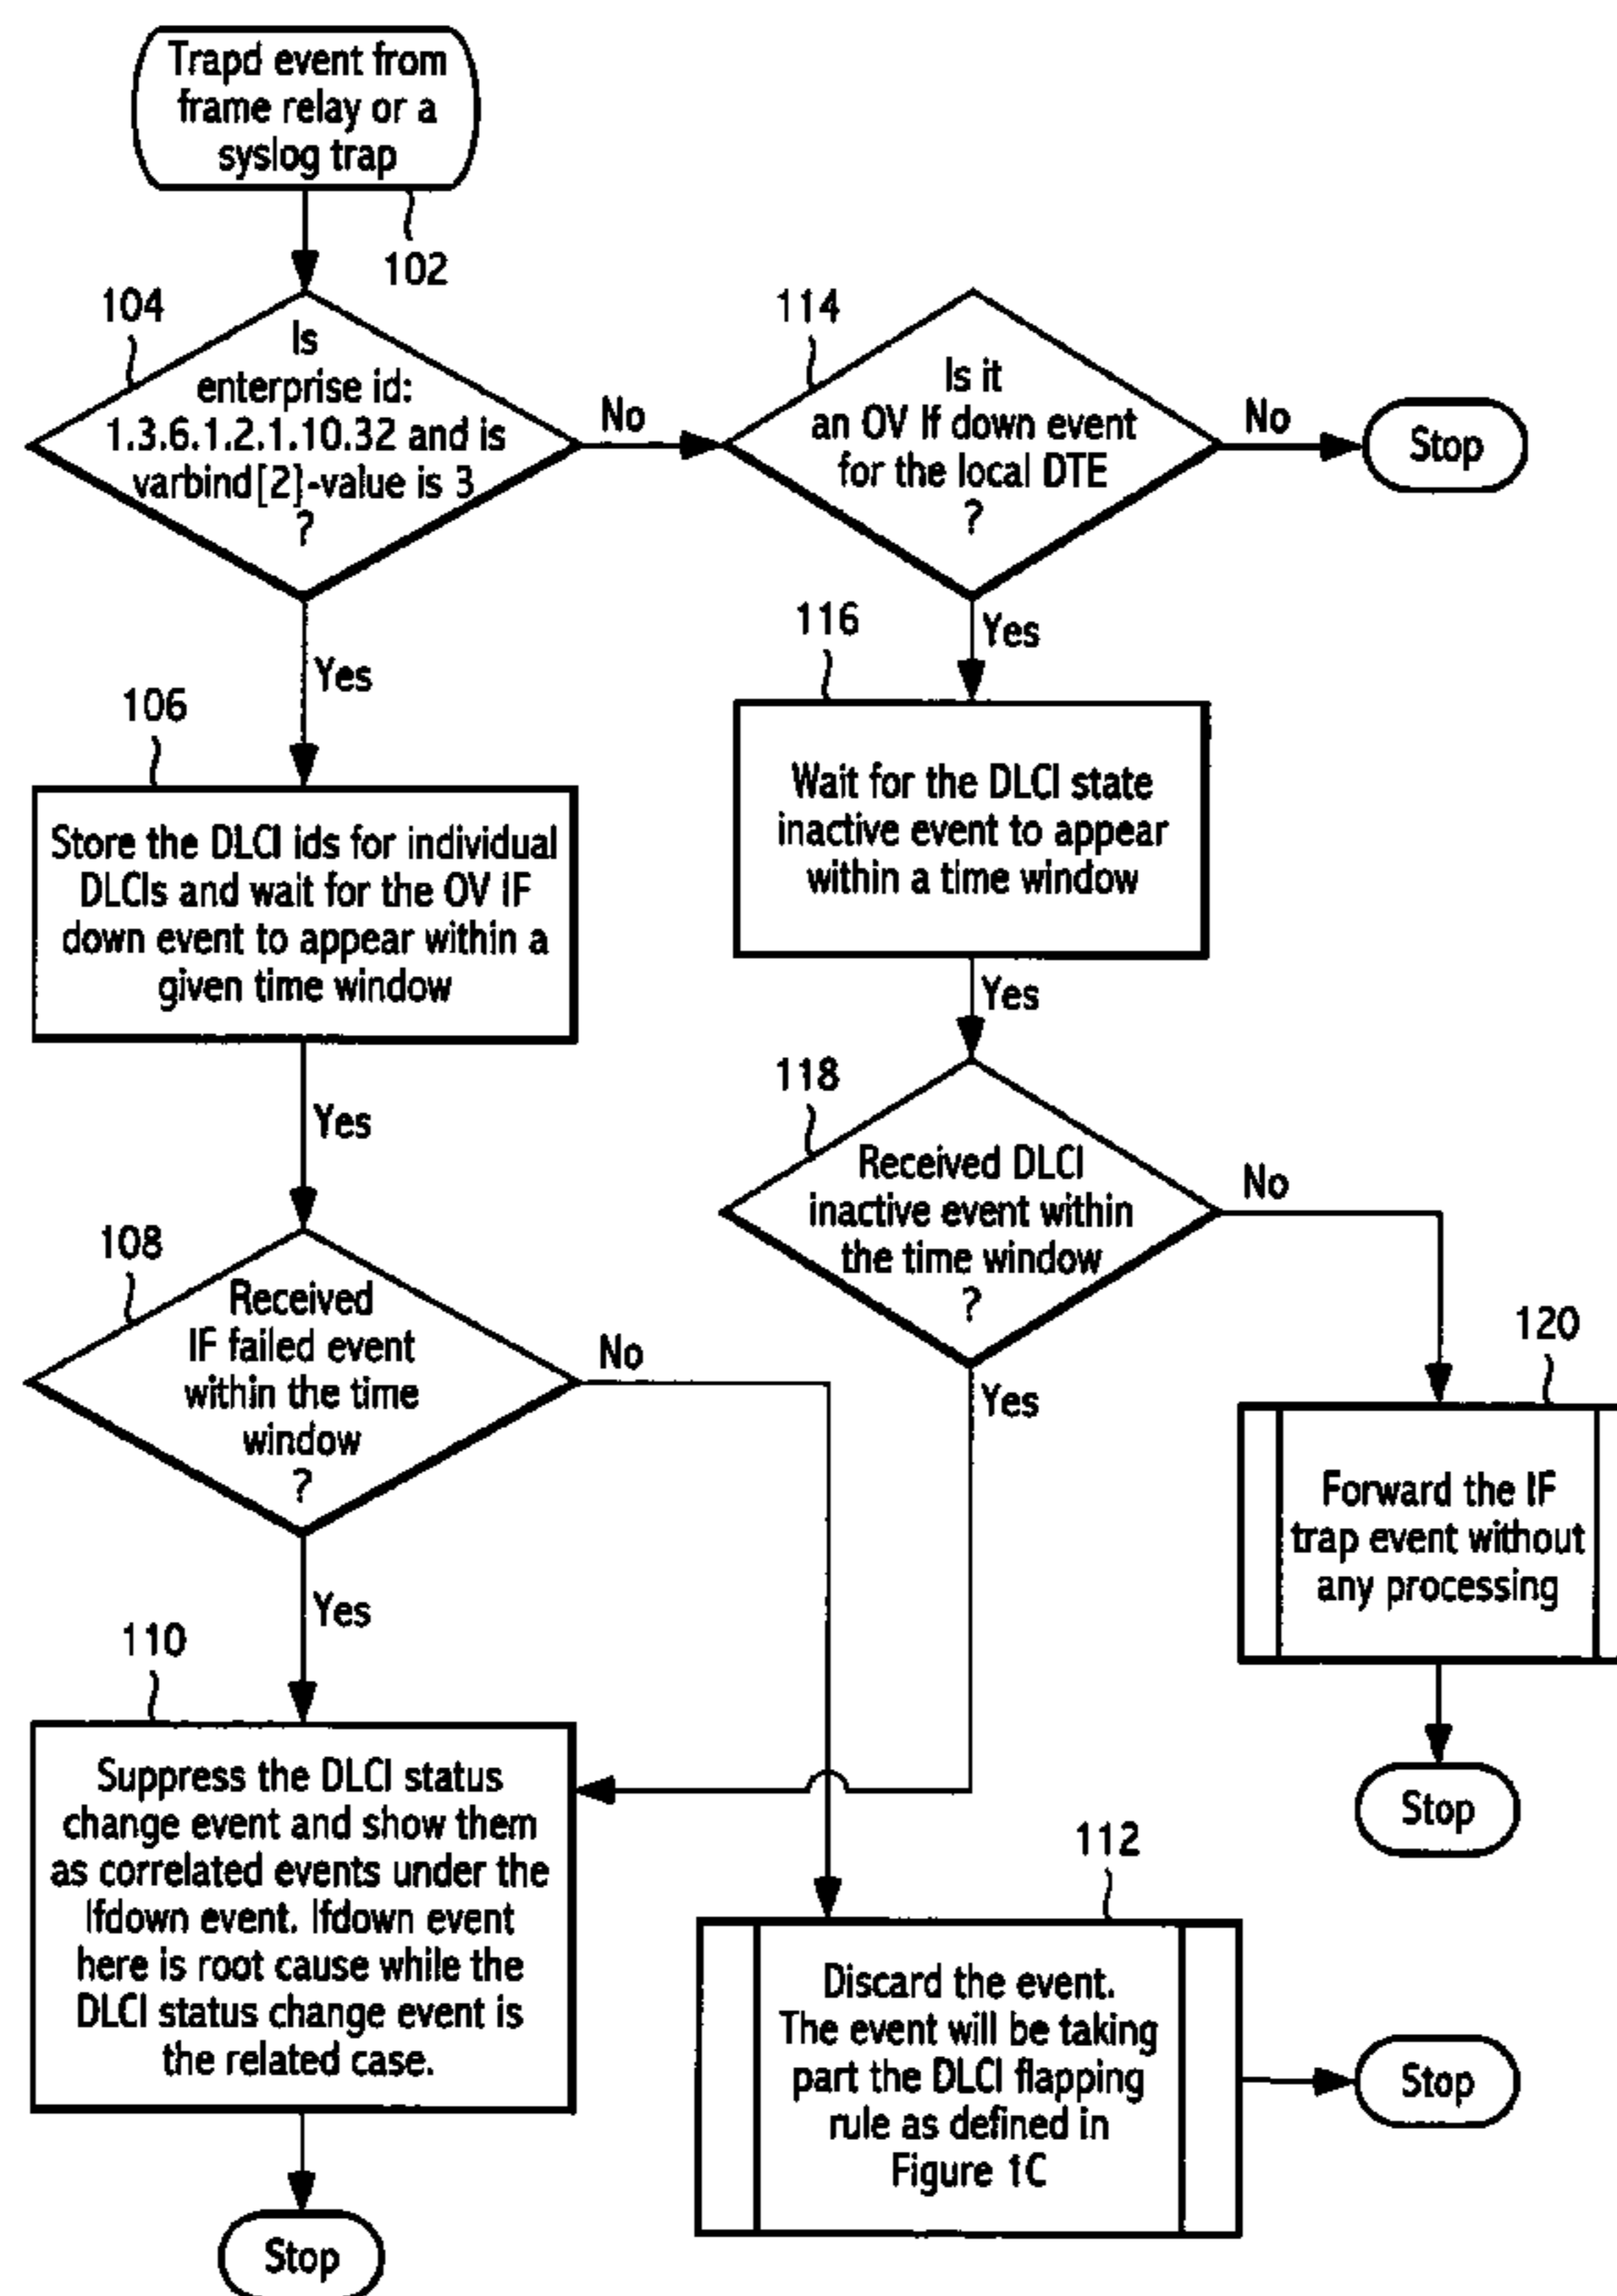 Trapd event from
frame relay or a
syslog trap
102
104
Is
enterprise id:
1.3.6.1.2.1.10.32 and is
varbind[2]-value is 3
?
No
Yes
114
Is it
an OV If down event
for the local DTE
?
No
Stop
Yes
106
Store the DLCI ids for individual
DLCIs and wait for the OV IF
down event to appear within a
given time window
Yes
116
Wait for the DLCI state
inactive event to appear
within a time window
Yes
108
Received
IF failed event
within the time
window
?
No
Yes
118
Received DLCI
inactive event within
the time window
?
No
Yes
120
Forward the IF
trap event without
any processing
Stop
110
Suppress the DLCI status
change event and show them
as correlated events under the
Ifdown event. Ifdown event
here is root cause while the
DLCI status change event is
the related case.
Stop
112
Discard the event.
The event will be taking
part the DLCI flapping
rule as defined in
Figure 1C
Stop